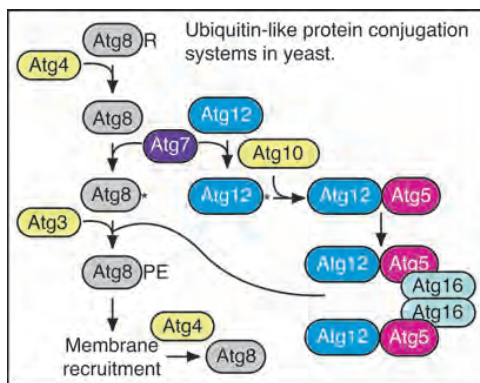 Ubiquitin-like protein conjugation
systems in yeast.
Atg8 R
Atg4
Atg8
Atg12
Atg7
Atg10
Atg8 *
Atg12 *
Atg12 Atg5
Atg3
Atg8 PE
Atg12 Atg5
Atg16
Atg16
Atg12 Atg5
Atg4
Membrane
recruitment
Atg8